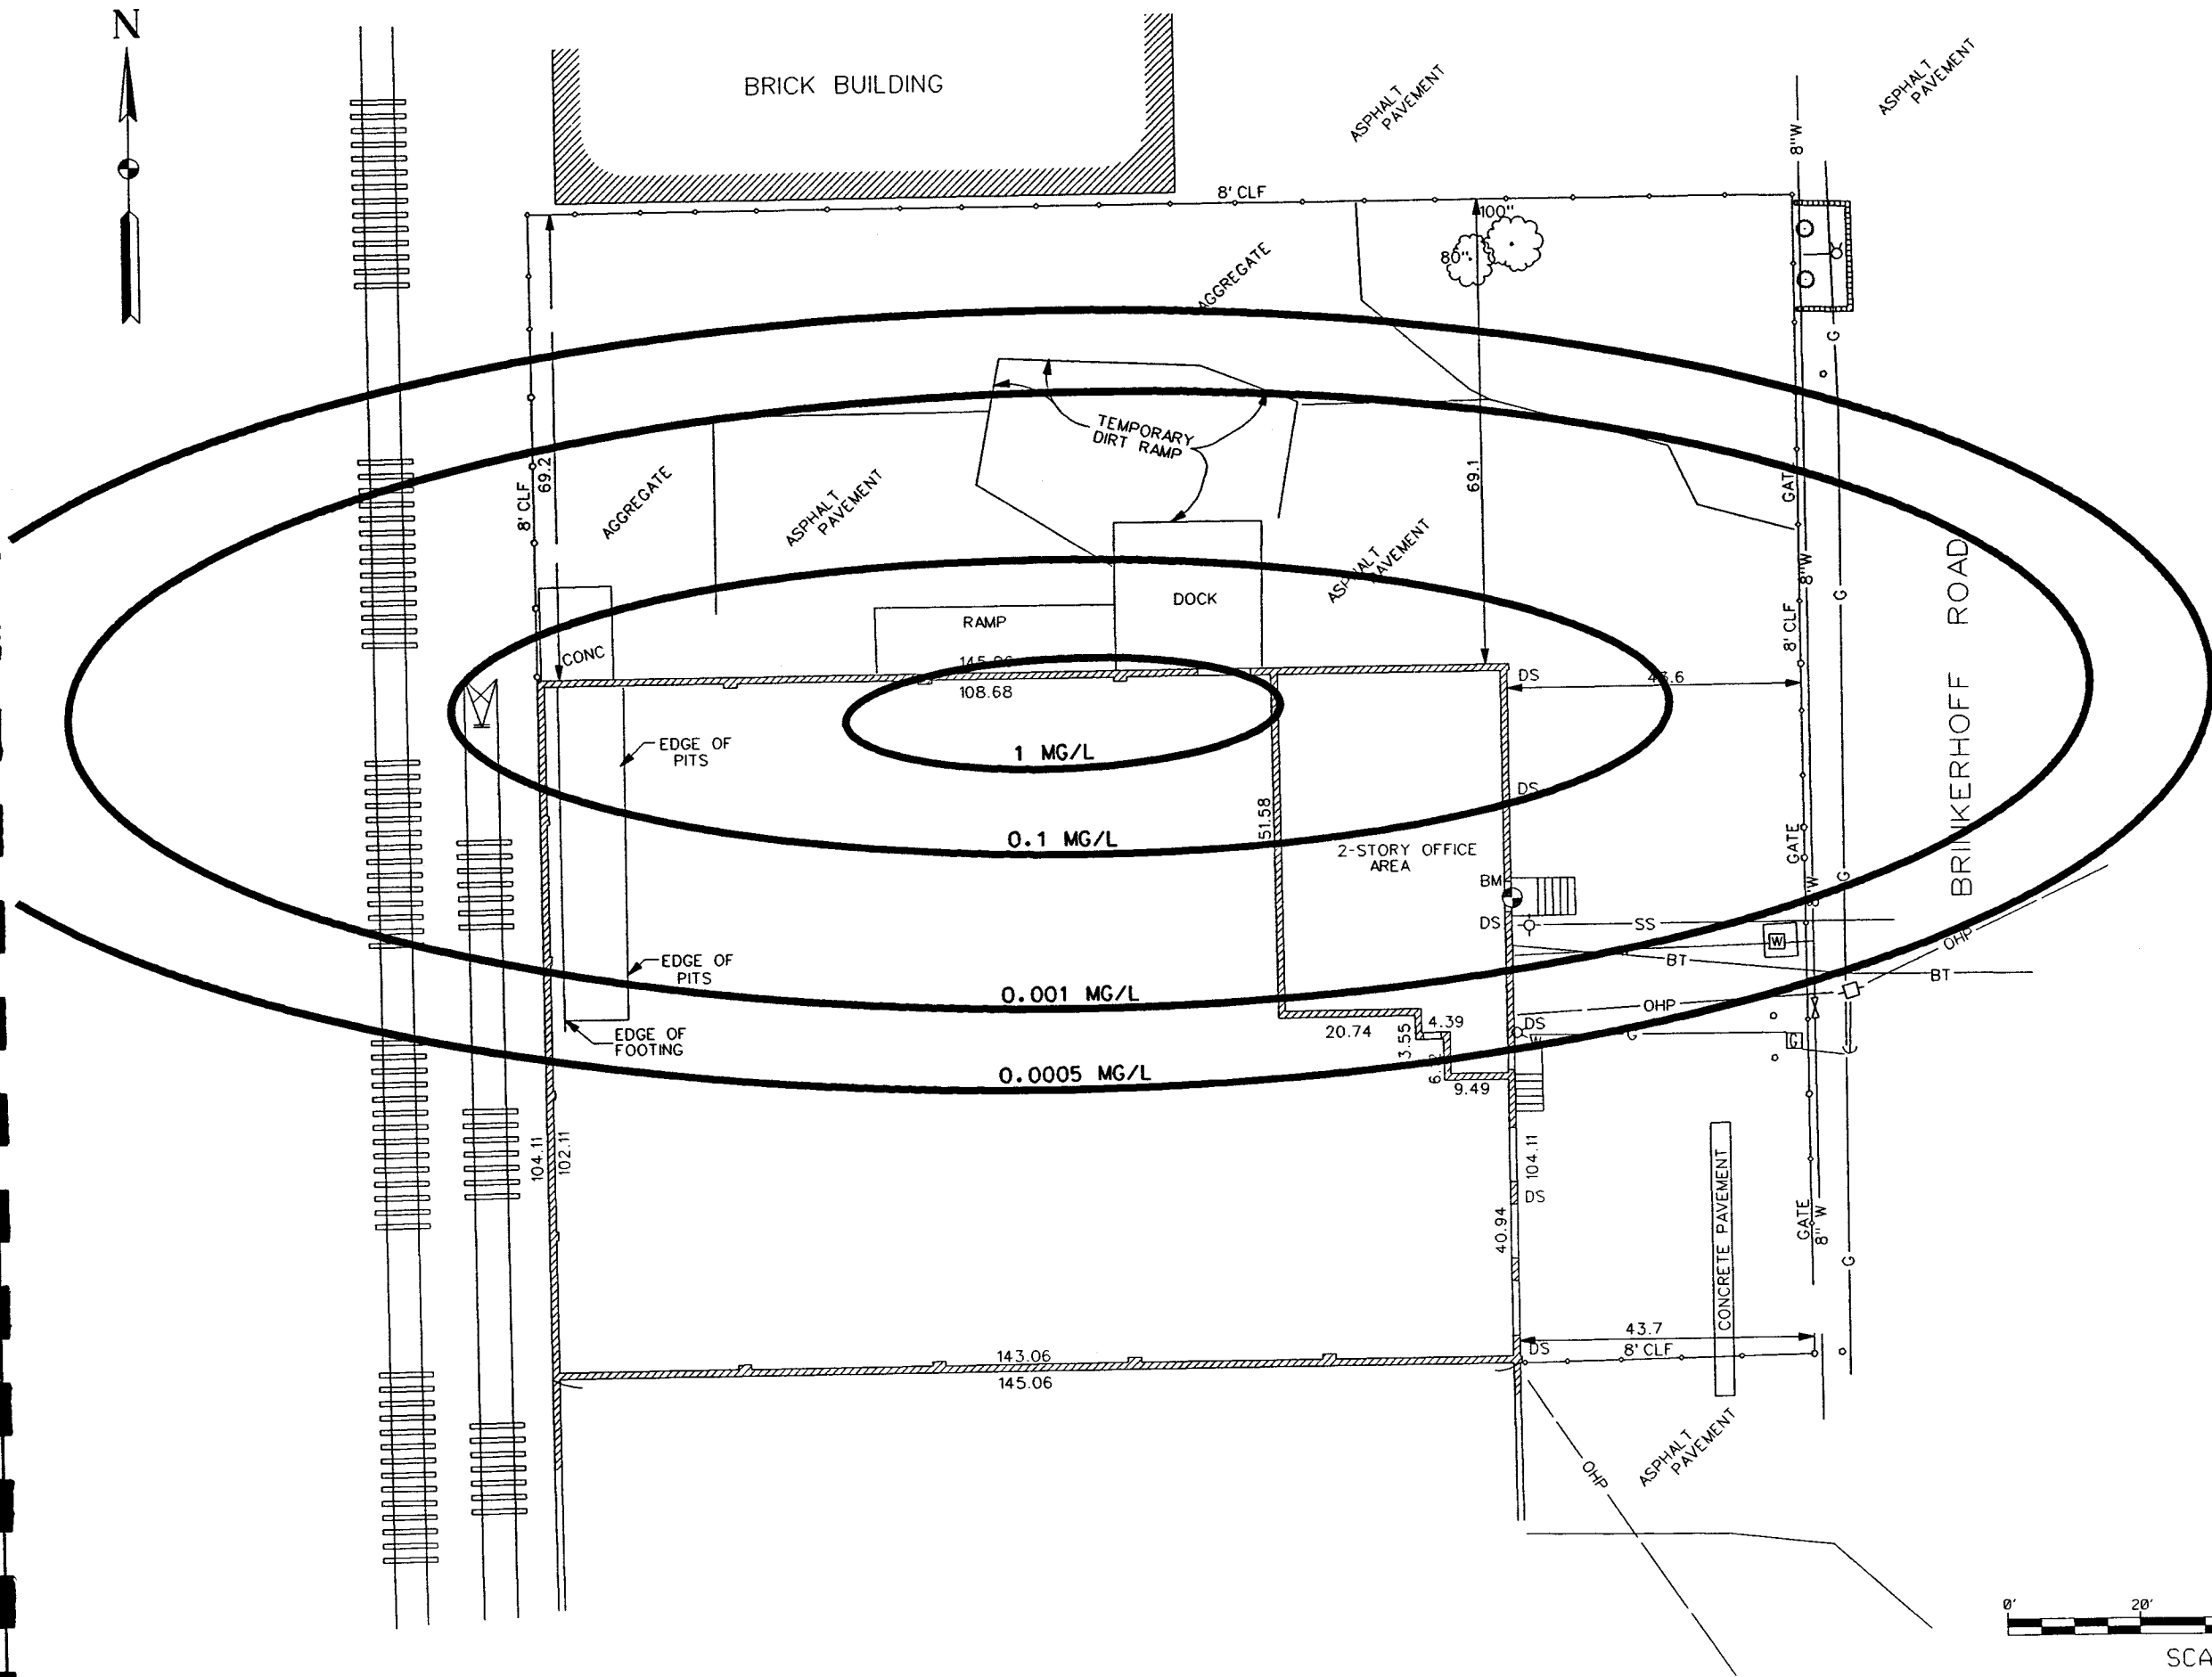 N
BRICK BUILDING
ASPHALT
PAVEMENT
ASPHALT
PAVEMENT
8"W
8' CLF
100"
80"
AGGREGATE
G
TEMPORARY
DIRT RAMP
69.2
8' CLF
AGGREGATE
ASPHALT
PAVEMENT
69.1
GATE
ASPHALT
PAVEMENT
8"W
G
8' CLF
BRINKERHOFF ROAD
DOCK
RAMP
CONC
145.06
108.68
DS
EDGE OF
PITS
1 MG/L
DS
51.58
0.1 MG/L
2-STORY OFFICE
AREA
GATE
G
BM
DS
SS
W
OHP
BT
BT
EDGE OF
PITS
0.001 MG/L
OHP
EDGE OF
FOOTING
20.74
3.55
4.39
DS
W
G
G
0.0005 MG/L
9.49
104.11
102.11
104.11
DS
40.94
CONCRETE PAVEMENT
GATE
8" W
G
143.06
145.06
43.7
DS
8' CLF
OHP
ASPHALT
PAVEMENT
0'
20'
SCA